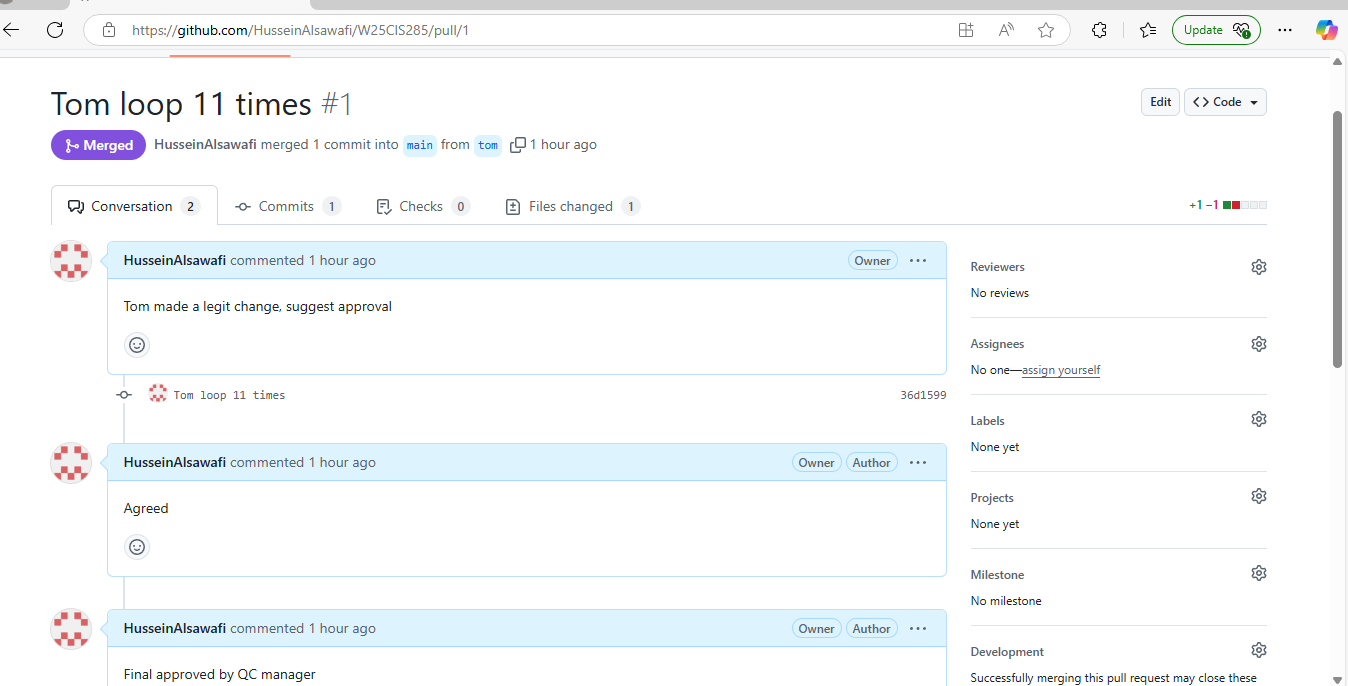 https://github.com/HusseinAlsawafi/W25CIS285/pull/1
Update
Tom loop 11 times #1
Edit
Code
Merged
HusseinAlsawafi merged 1 commit into main from tom 1 hour ago
Conversation 2
Commits 1
Checks 0
Files changed 1
+1 −1
HusseinAlsawafi commented 1 hour ago
Owner
Tom made a legit change, suggest approval
Tom loop 11 times
36d1599
HusseinAlsawafi commented 1 hour ago
Owner
Author
Agreed
HusseinAlsawafi commented 1 hour ago
Owner
Author
Final approved by QC manager
Reviewers
No reviews
Assignees
No one—assign yourself
Labels
None yet
Projects
None yet
Milestone
No milestone
Development
Successfully merging this pull request may close these